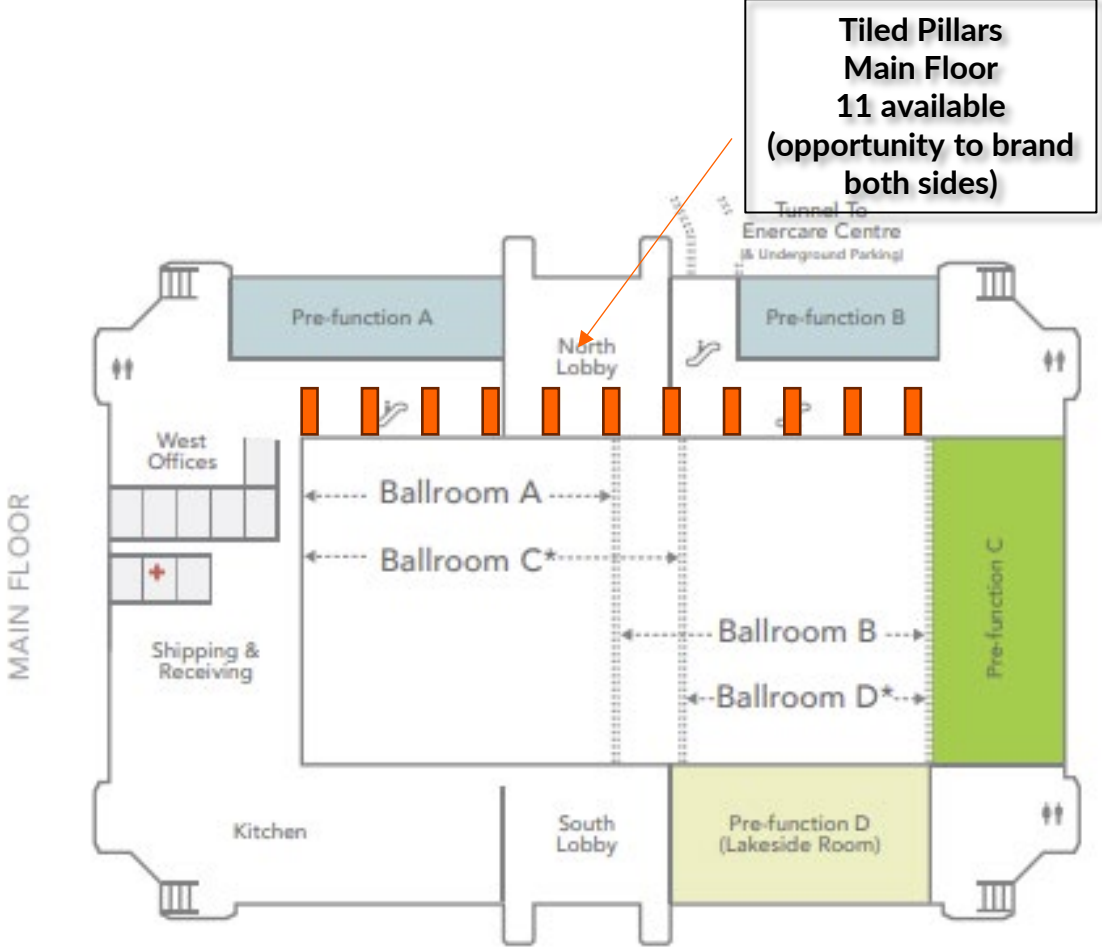 Tiled Pillars
Main Floor
11 available
(opportunity to brand
both sides)
Tunnel To
Enercare Centre
(& Underground Parking)
Pre-function A
Pre-function B
North
Lobby
West
Offices
Ballroom A
Ballroom C*
MAIN FLOOR
Pre-function C
Ballroom B
Shipping &
Receiving
Ballroom D*
Kitchen
South
Lobby
Pre-function D
(Lakeside Room)